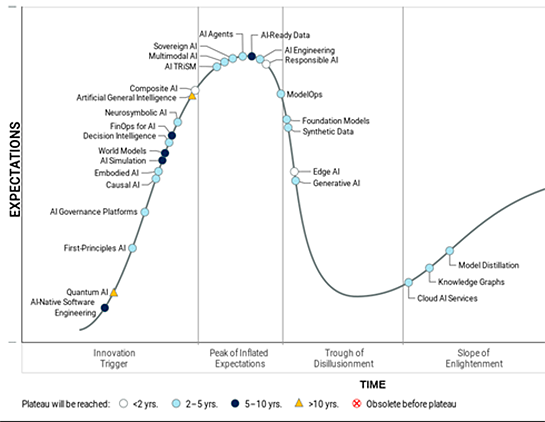 EXPECTATIONS
AI Agents
AI-Ready Data
Sovereign AI
AI Engineering
Multimodal AI
Responsible AI
AI TRiSM
Composite AI
Artificial General Intelligence
ModelOps
Neurosymbolic AI
Foundation Models
FinOps for AI
Synthetic Data
Decision Intelligence
World Models
AI Simulation
Edge AI
Embodied AI
Generative AI
Causal AI
AI Governance Platforms
First-Principles AI
Model Distillation
Knowledge Graphs
Quantum AI
Cloud AI Services
AI-Native Software
Engineering
Innovation
Trigger
Peak of Inflated
Expectations
Trough of
Disillusionment
Slope of
Enlightenment
TIME
Plateau will be reached: <2 yrs. 2–5 yrs. 5–10 yrs. >10 yrs. Obsolete before plateau